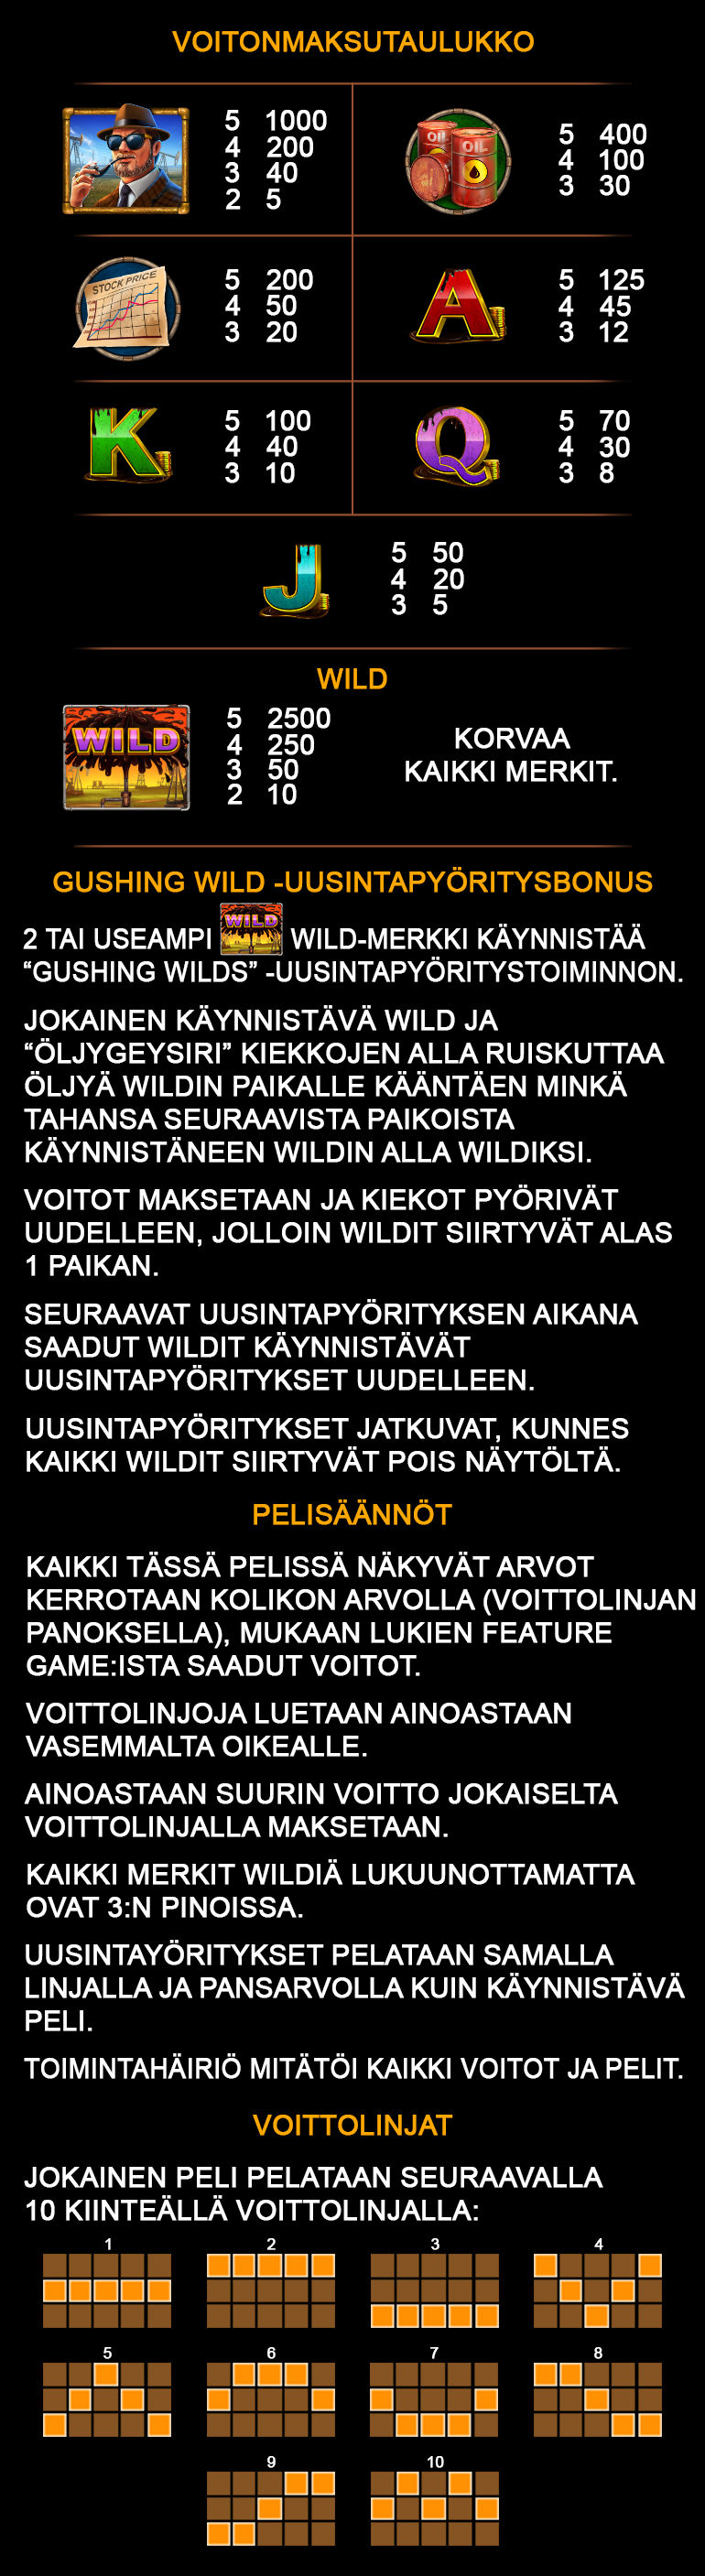 VOITONMAKSUTAULUKKO
5 1000
4 200
3 40
2 5
OIL
OIL
5 400
4 100
3 30
STOCK PRICE
5 200
4 50
3 20
A
5 125
4 45
3 12
K
5 100
4 40
3 10
Q
5 70
4 30
3 8
J
5 50
4 20
3 5
WILD
WILD
5 2500
4 250
3 50
2 10
KORVAA
KAIKKI MERKIT.
GUSHING WILD -UUSINTAPYÖRITYSBONUS
2 TAI USEAMPI WILD WILD-MERKKI KÄYNNISTÄÄ
“GUSHING WILDS” -UUSINTAPYÖRITYSTOIMINNON.
JOKAINEN KÄYNNISTÄVÄ WILD JA
“ÖLJYGEYSIRI” KIEKKOJEN ALLA RUISKUTTAA
ÖLJYÄ WILDIN PAIKALLE KÄÄNTÄEN MINKÄ
TAHANSA SEURAAVISTA PAIKOISTA
KÄYNNISTÄNEEN WILDIN ALLA WILDIKSI.
VOITOT MAKSETAAN JA KIEKOT PYÖRIVÄT
UUDELLEEN, JOLLOIN WILDIT SIIRTYVÄT ALAS
1 PAIKAN.
SEURAAVAT UUSINTAPYÖRITYKSEN AIKANA
SAADUT WILDIT KÄYNNISTÄVÄT
UUSINTAPYÖRITYKSET UUDELLEEN.
UUSINTAPYÖRITYKSET JATKUVAT, KUNNES
KAIKKI WILDIT SIIRTYVÄT POIS NÄYTÖLTÄ.
PELISÄÄNNÖT
KAIKKI TÄSSÄ PELISSÄ NÄKYVÄT ARVOT
KERROTAAN KOLIKON ARVOLLA (VOITTOLINJAN
PANOKSELLA), MUKAAN LUKIEN FEATURE
GAME:ISTA SAADUT VOITOT.
VOITTOLINJOJA LUETAAN AINOASTAAN
VASEMMALTA OIKEALLE.
AINOASTAAN SUURIN VOITTO JOKAISELTA
VOITTOLINJALLA MAKSETAAN.
KAIKKI MERKIT WILDIÄ LUKUUNOTTAMATTA
OVAT 3:N PINOISSA.
UUSINTAYÖRITYKSET PELATAAN SAMALLA
LINJALLA JA PANSARVOLLA KUIN KÄYNNISTÄVÄ
PELI.
TOIMINTAHÄIRIÖ MITÄTÖI KAIKKI VOITOT JA PELIT.
VOITTOLINJAT
JOKAINEN PELI PELATAAN SEURAAVALLA
10 KIINTEÄLLÄ VOITTOLINJALLA:
1 2 3 4
5 6 7 8
9 10